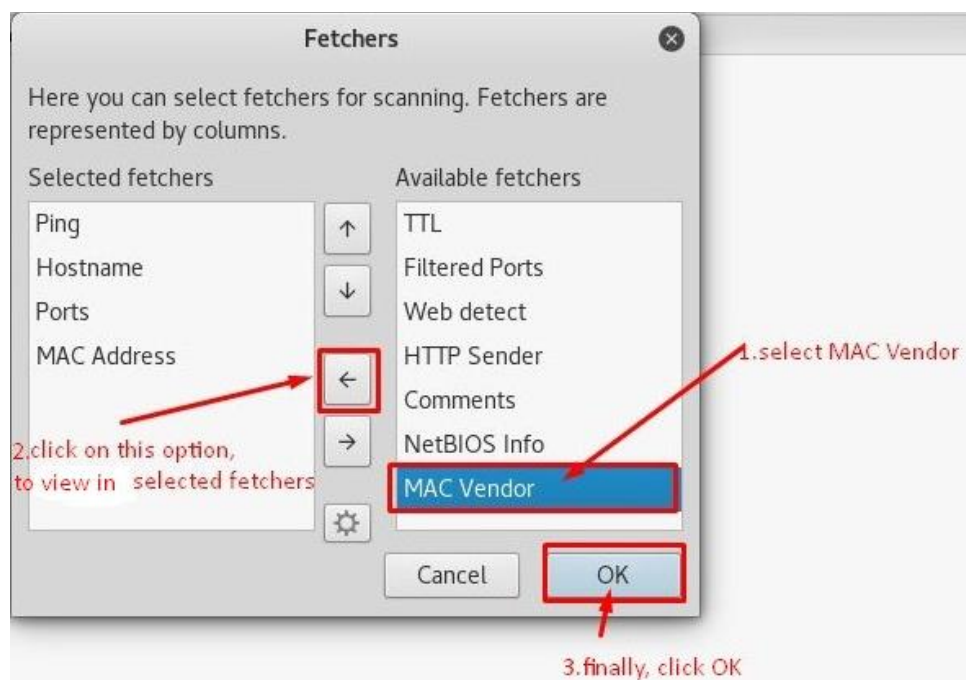 Fetchers
Here you can select fetchers for scanning. Fetchers are
represented by columns.
Selected fetchers
Ping
Hostname
Ports
MAC Address
Available fetchers
TTL
Filtered Ports
Web detect
HTTP Sender
Comments
NetBIOS Info
MAC Vendor
1.select MAC Vendor
2.click on this option,
to view in selected fetchers
Cancel
OK
3.finally, click OK